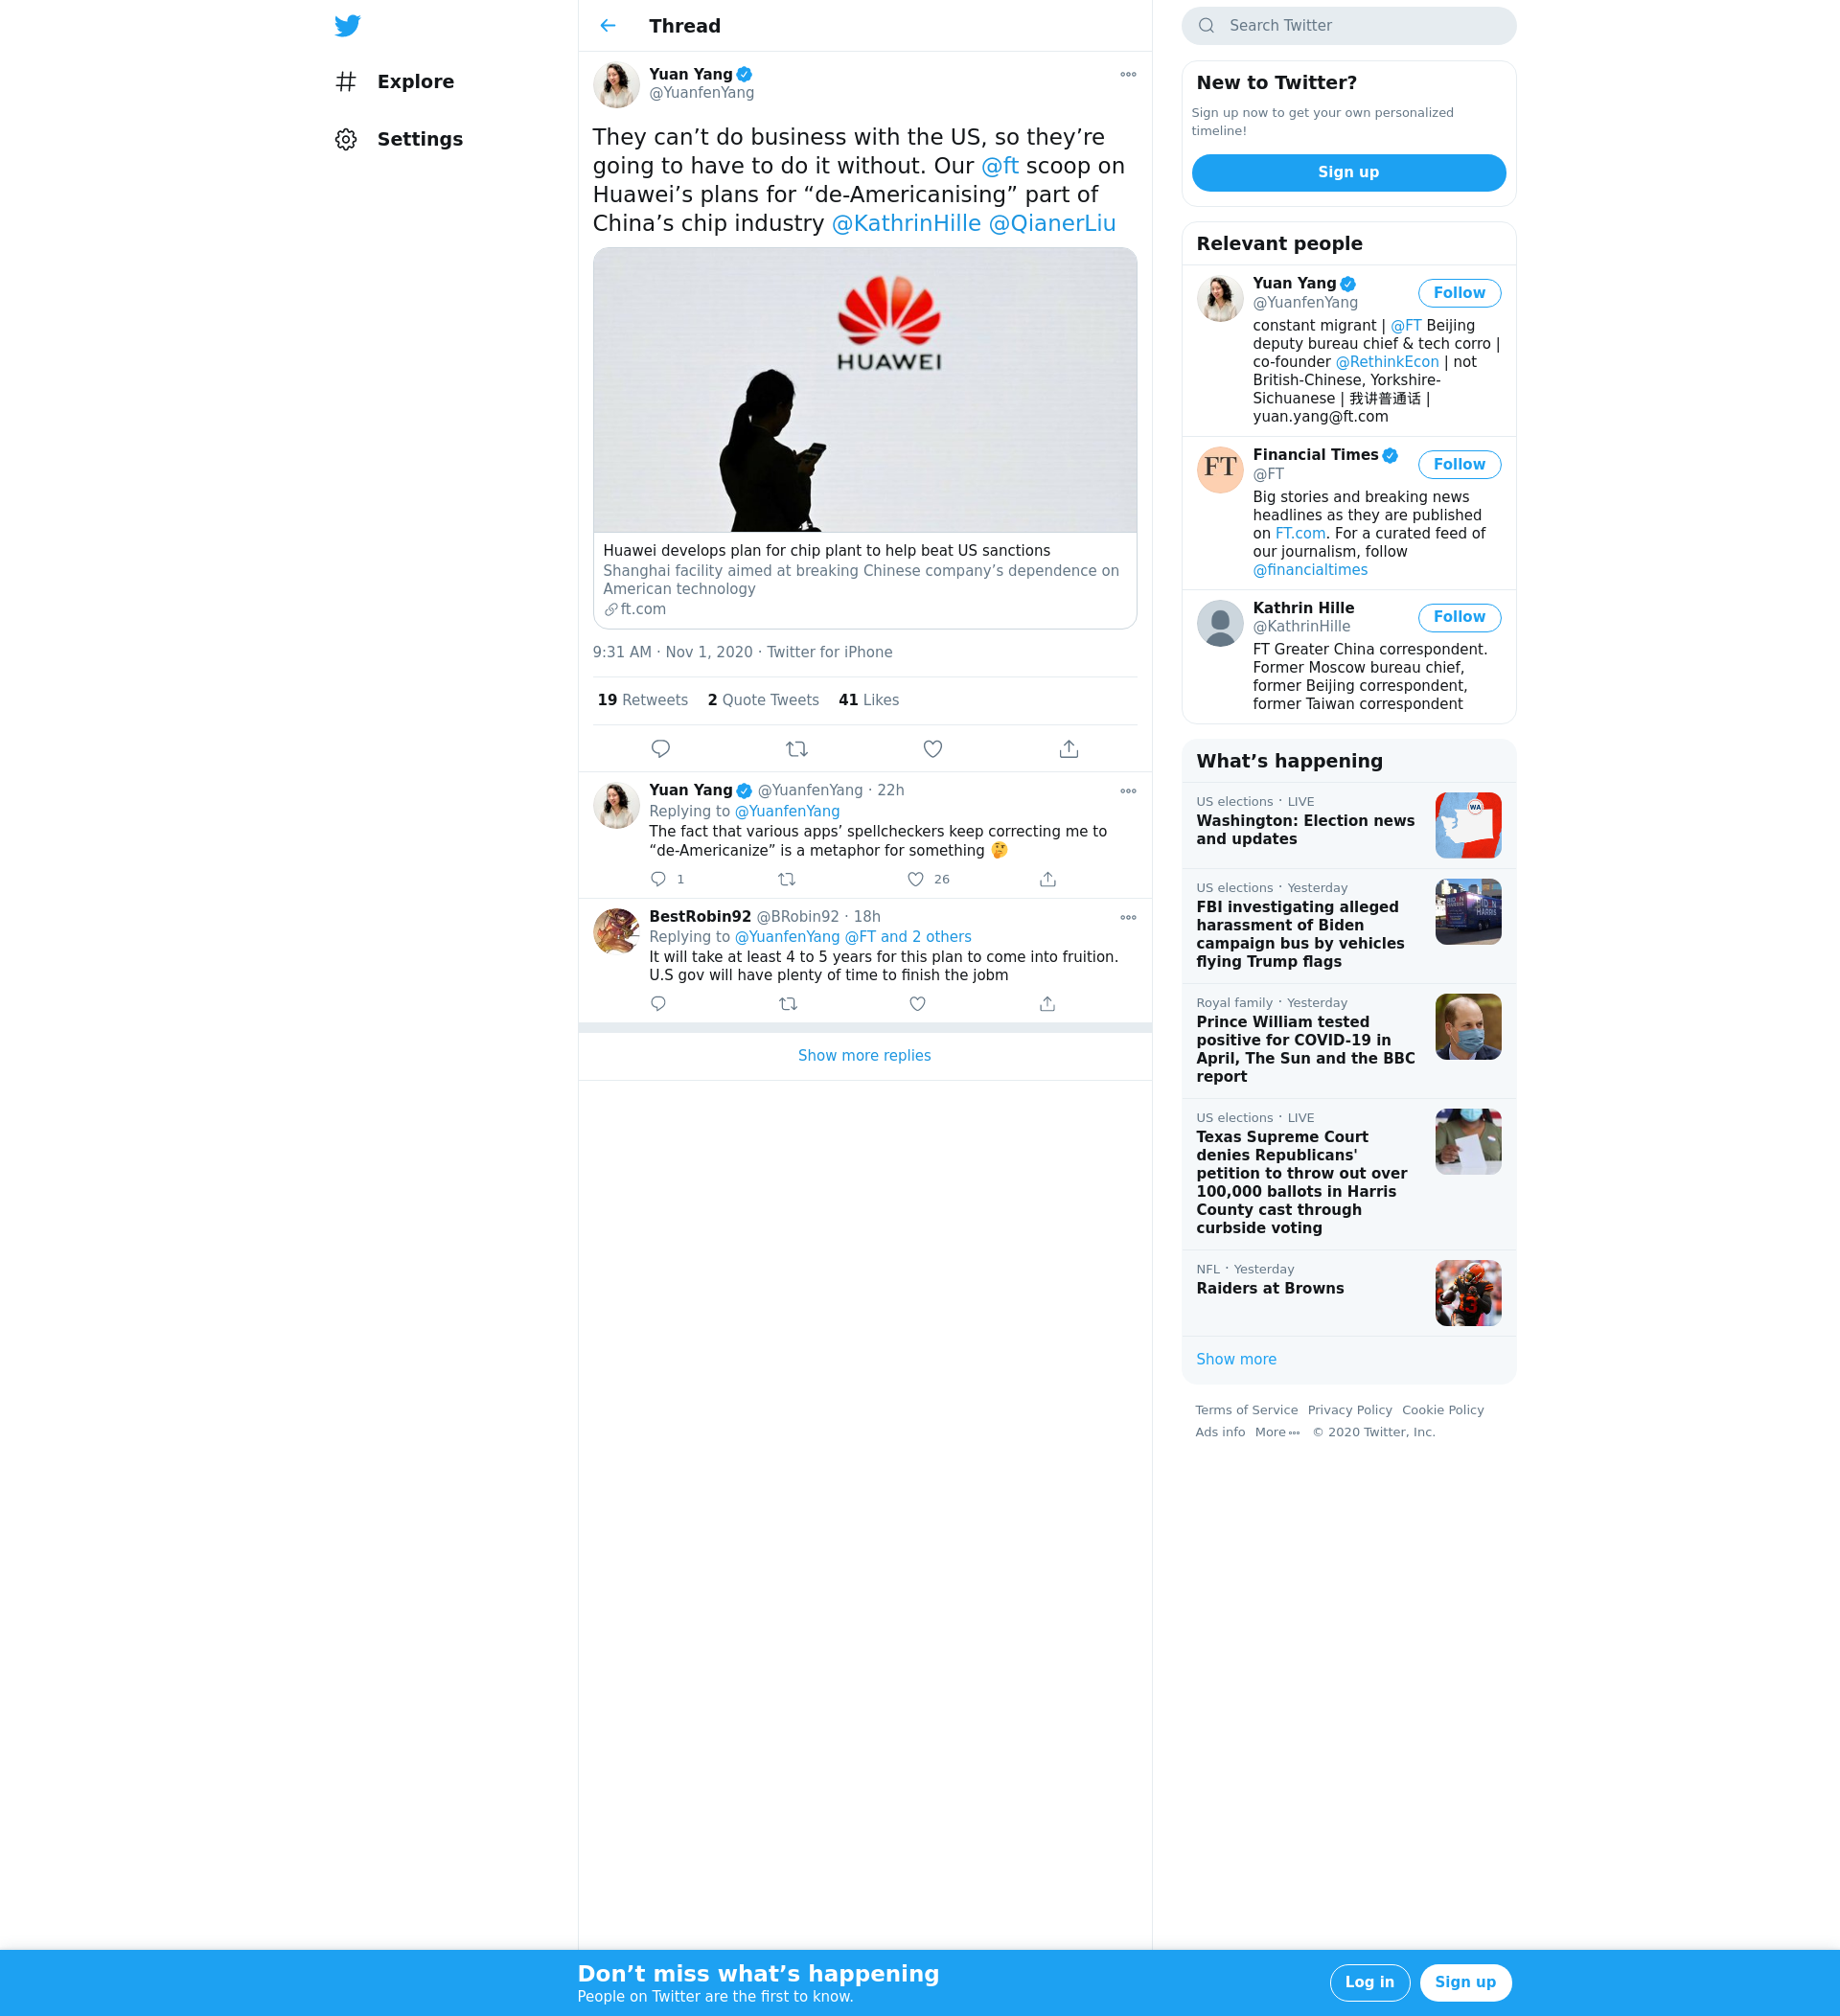 Explore
Settings
Thread
Yuan Yang
@YuanfenYang
They can’t do business with the US, so they’re
going to have to do it without. Our @ft scoop on
Huawei’s plans for “de-Americanising” part of
China’s chip industry @KathrinHille @QianerLiu
HUAWEI
Huawei develops plan for chip plant to help beat US sanctions
Shanghai facility aimed at breaking Chinese company’s dependence on
American technology
ft.com
9:31 AM · Nov 1, 2020 · Twitter for iPhone
19 Retweets 2 Quote Tweets 41 Likes
Yuan Yang @YuanfenYang · 22h
Replying to @YuanfenYang
The fact that various apps’ spellcheckers keep correcting me to
“de-Americanize” is a metaphor for something 🤔
1 26
BestRobin92 @BRobin92 · 18h
Replying to @YuanfenYang @FT and 2 others
It will take at least 4 to 5 years for this plan to come into fruition.
U.S gov will have plenty of time to finish the jobm
Show more replies
Search Twitter
New to Twitter?
Sign up now to get your own personalized
timeline!
Sign up
Relevant people
Yuan Yang
@YuanfenYang
Follow
constant migrant | @FT Beijing
deputy bureau chief & tech corro |
co-founder @RethinkEcon | not
British-Chinese, Yorkshire-
Sichuanese | 我讲普通话 |
yuan.yang@ft.com
FT
Financial Times
@FT
Follow
Big stories and breaking news
headlines as they are published
on FT.com. For a curated feed of
our journalism, follow
@financialtimes
Kathrin Hille
@KathrinHille
Follow
FT Greater China correspondent.
Former Moscow bureau chief,
former Beijing correspondent,
former Taiwan correspondent
What’s happening
US elections · LIVE
Washington: Election news
and updates
WA
US elections · Yesterday
FBI investigating alleged
harassment of Biden
campaign bus by vehicles
flying Trump flags
Royal family · Yesterday
Prince William tested
positive for COVID-19 in
April, The Sun and the BBC
report
US elections · LIVE
Texas Supreme Court
denies Republicans'
petition to throw out over
100,000 ballots in Harris
County cast through
curbside voting
NFL · Yesterday
Raiders at Browns
13
Show more
Terms of Service Privacy Policy Cookie Policy
Ads info More © 2020 Twitter, Inc.
Don’t miss what’s happening
People on Twitter are the first to know.
Log in
Sign up